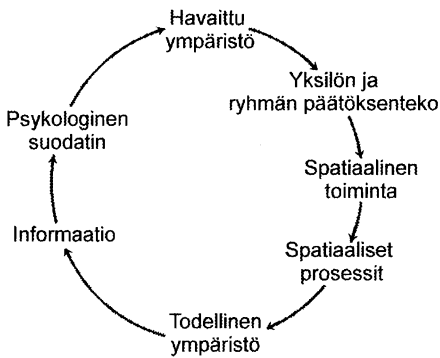 Havaittu
ympäristö
Yksilön ja
ryhmän päätöksenteko
Spatiaalinen
toiminta
Spatiaaliset
prosessit
Todellinen
ympäristö
Informaatio
Psykologinen
suodatin